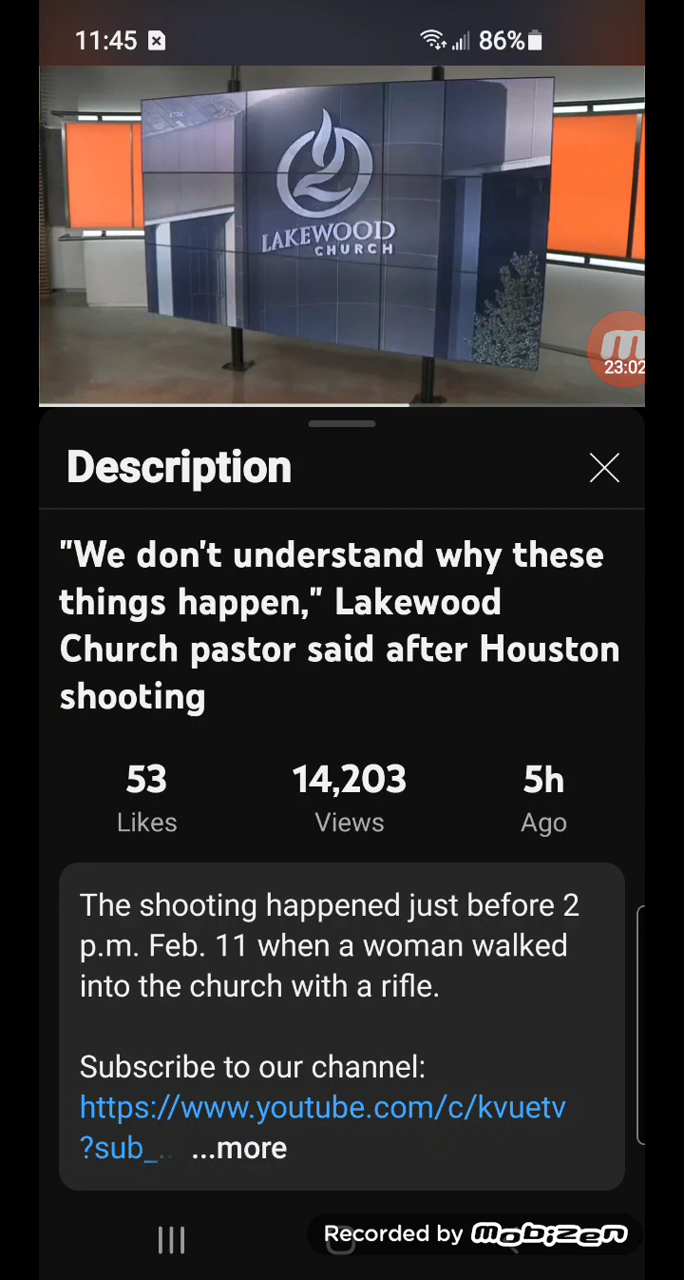 11:45
86%
LAKEWOOD
CHURCH
23:02
Description
"We don't understand why these
things happen," Lakewood
Church pastor said after Houston
shooting
53 14,203 5h
Likes Views Ago
The shooting happened just before 2
p.m. Feb. 11 when a woman walked
into the church with a rifle.
Subscribe to our channel:
https://www.youtube.com/c/kvuetv
?sub_.. ...more
Recorded by mobizen